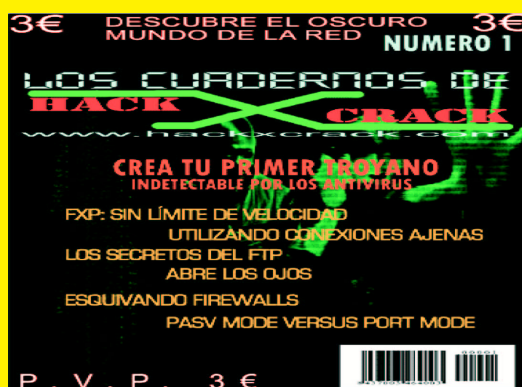 3€ DESCUBRE EL OSCURO 3€
MUNDO DE LA RED
NUMERO 1
LOS CUADERNOS DE
HACK X CRACK
www.hackxcrack.com
CREA TU PRIMER TROYANO
INDETECTABLE POR LOS ANTIVIRUS
FXP: SIN LÍMITE DE VELOCIDAD
UTILIZANDO CONEXIONES AJENAS
LOS SECRETOS DEL FTP
ABRE LOS OJOS
ESQUIVANDO FIREWALLS
PASV MODE VERSUS PORT MODE
P. V. P. 3 €
00001